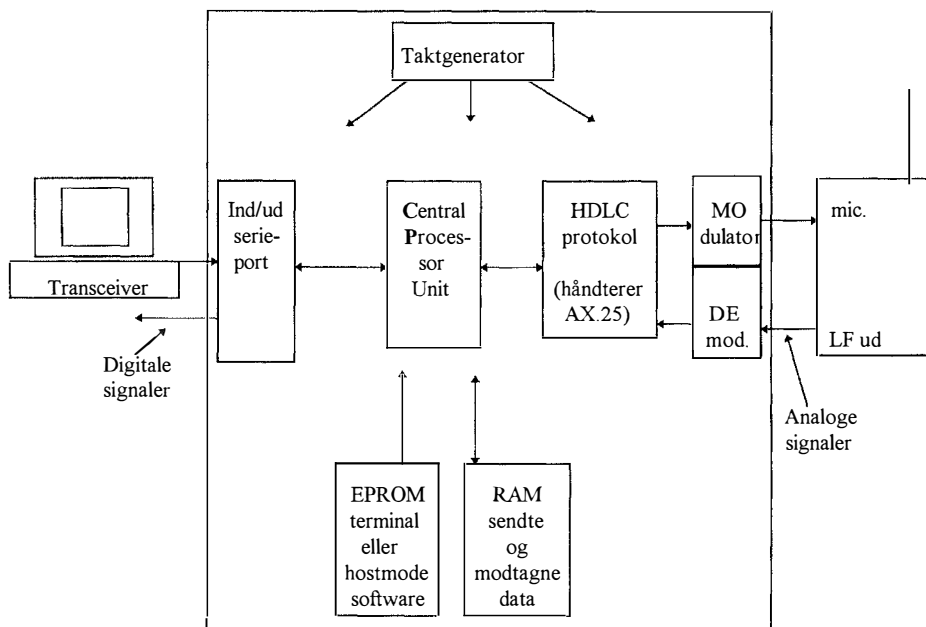 Taktgenerator
Ind/ud
serie-
port
Central
Proces-
sor
Unit
HDLC
protokol
(håndterer
AX.25)
MO
dulator
DE
mod.
mic.
LF ud
Transceiver
Digitale
signaler
Analoge
signaler
EPROM
terminal
eller
hostmode
software
RAM
sendte
og
modtagne
data